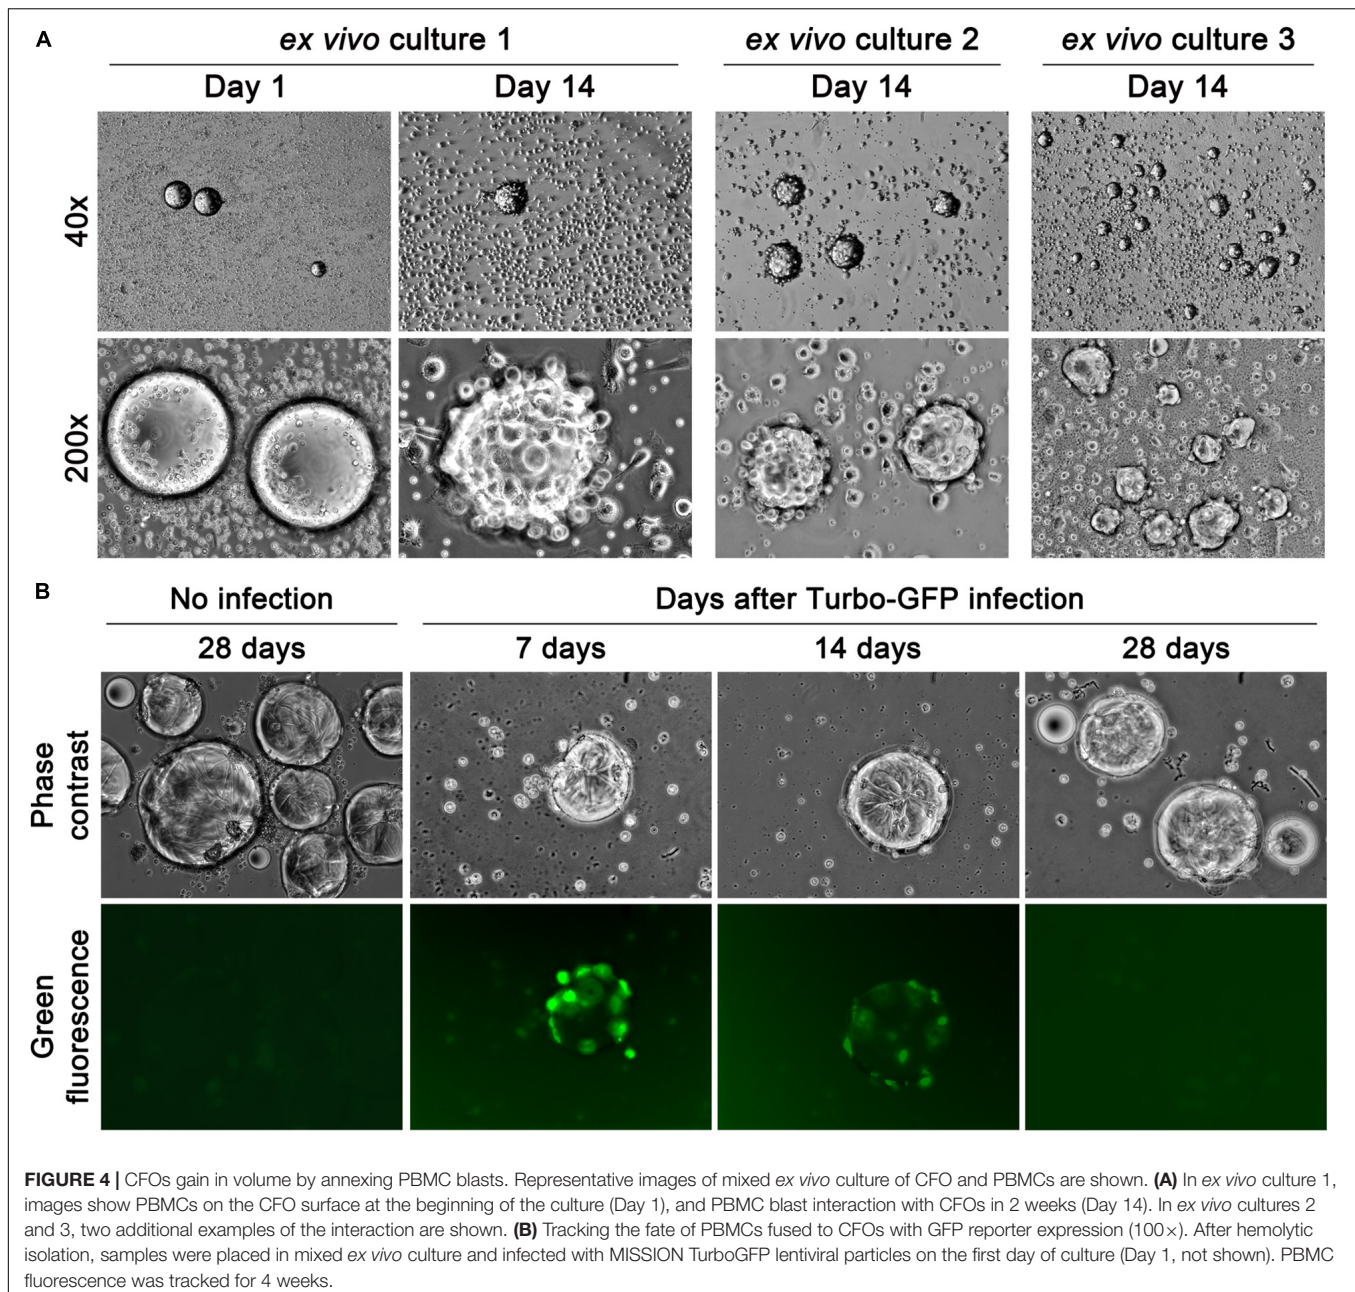 A
ex vivo culture 1 ex vivo culture 2 ex vivo culture 3
Day 1 Day 14 Day 14 Day 14
40x
200x
B
No infection Days after Turbo-GFP infection
28 days 7 days 14 days 28 days
Phase contrast
Green fluorescence
FIGURE 4 | CFOs gain in volume by annexing PBMC blasts. Representative images of mixed ex vivo culture of CFO and PBMCs are shown. (A) In ex vivo culture 1,
images show PBMCs on the CFO surface at the beginning of the culture (Day 1), and PBMC blast interaction with CFOs in 2 weeks (Day 14). In ex vivo cultures 2
and 3, two additional examples of the interaction are shown. (B) Tracking the fate of PBMCs fused to CFOs with GFP reporter expression (100×). After hemolytic
isolation, samples were placed in mixed ex vivo culture and infected with MISSION TurboGFP lentiviral particles on the first day of culture (Day 1, not shown). PBMC
fluorescence was tracked for 4 weeks.